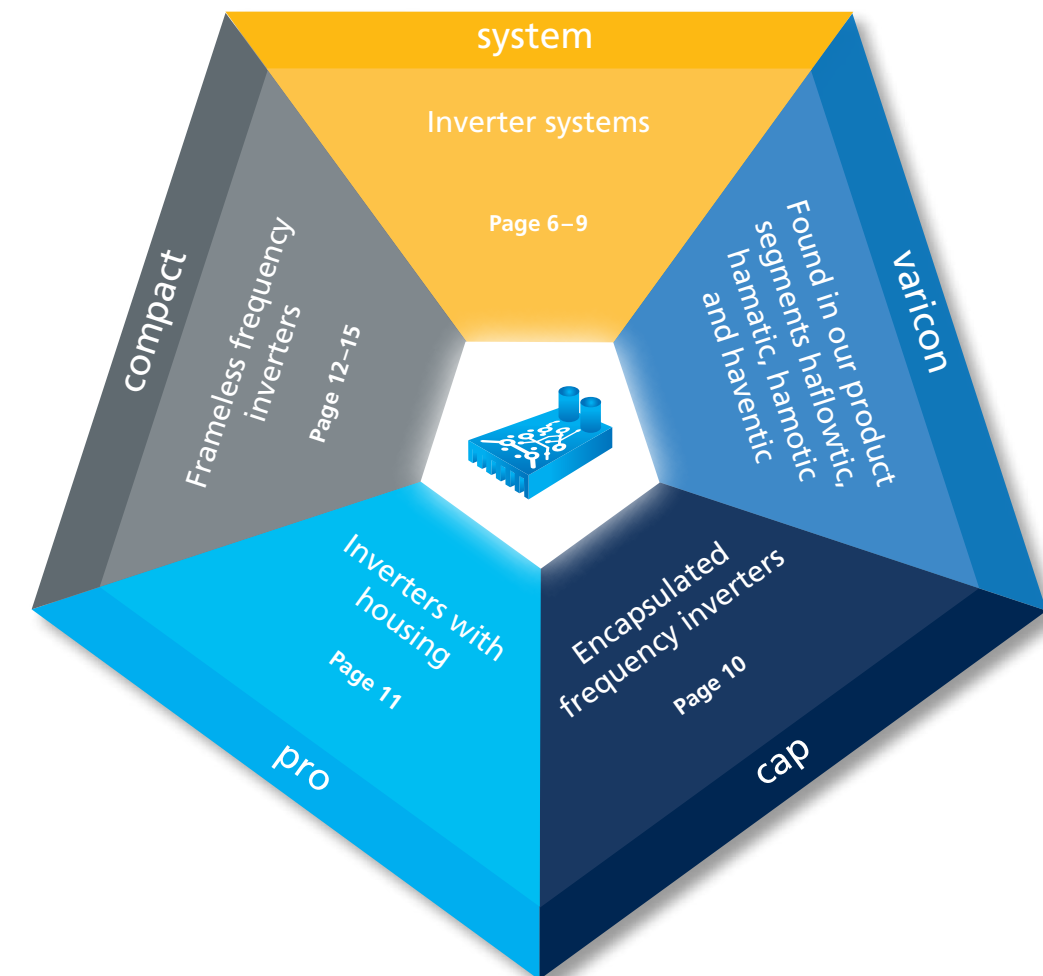 system
Inverter systems
Page 6–9
varicon
Found in our product
segments haflowtic,
hamatic, hamotic
and haventic
cap
Encapsulated
frequency inverters
Page 10
pro
Inverters with
housing
Page 11
compact
Frameless frequency
inverters
Page 12–15